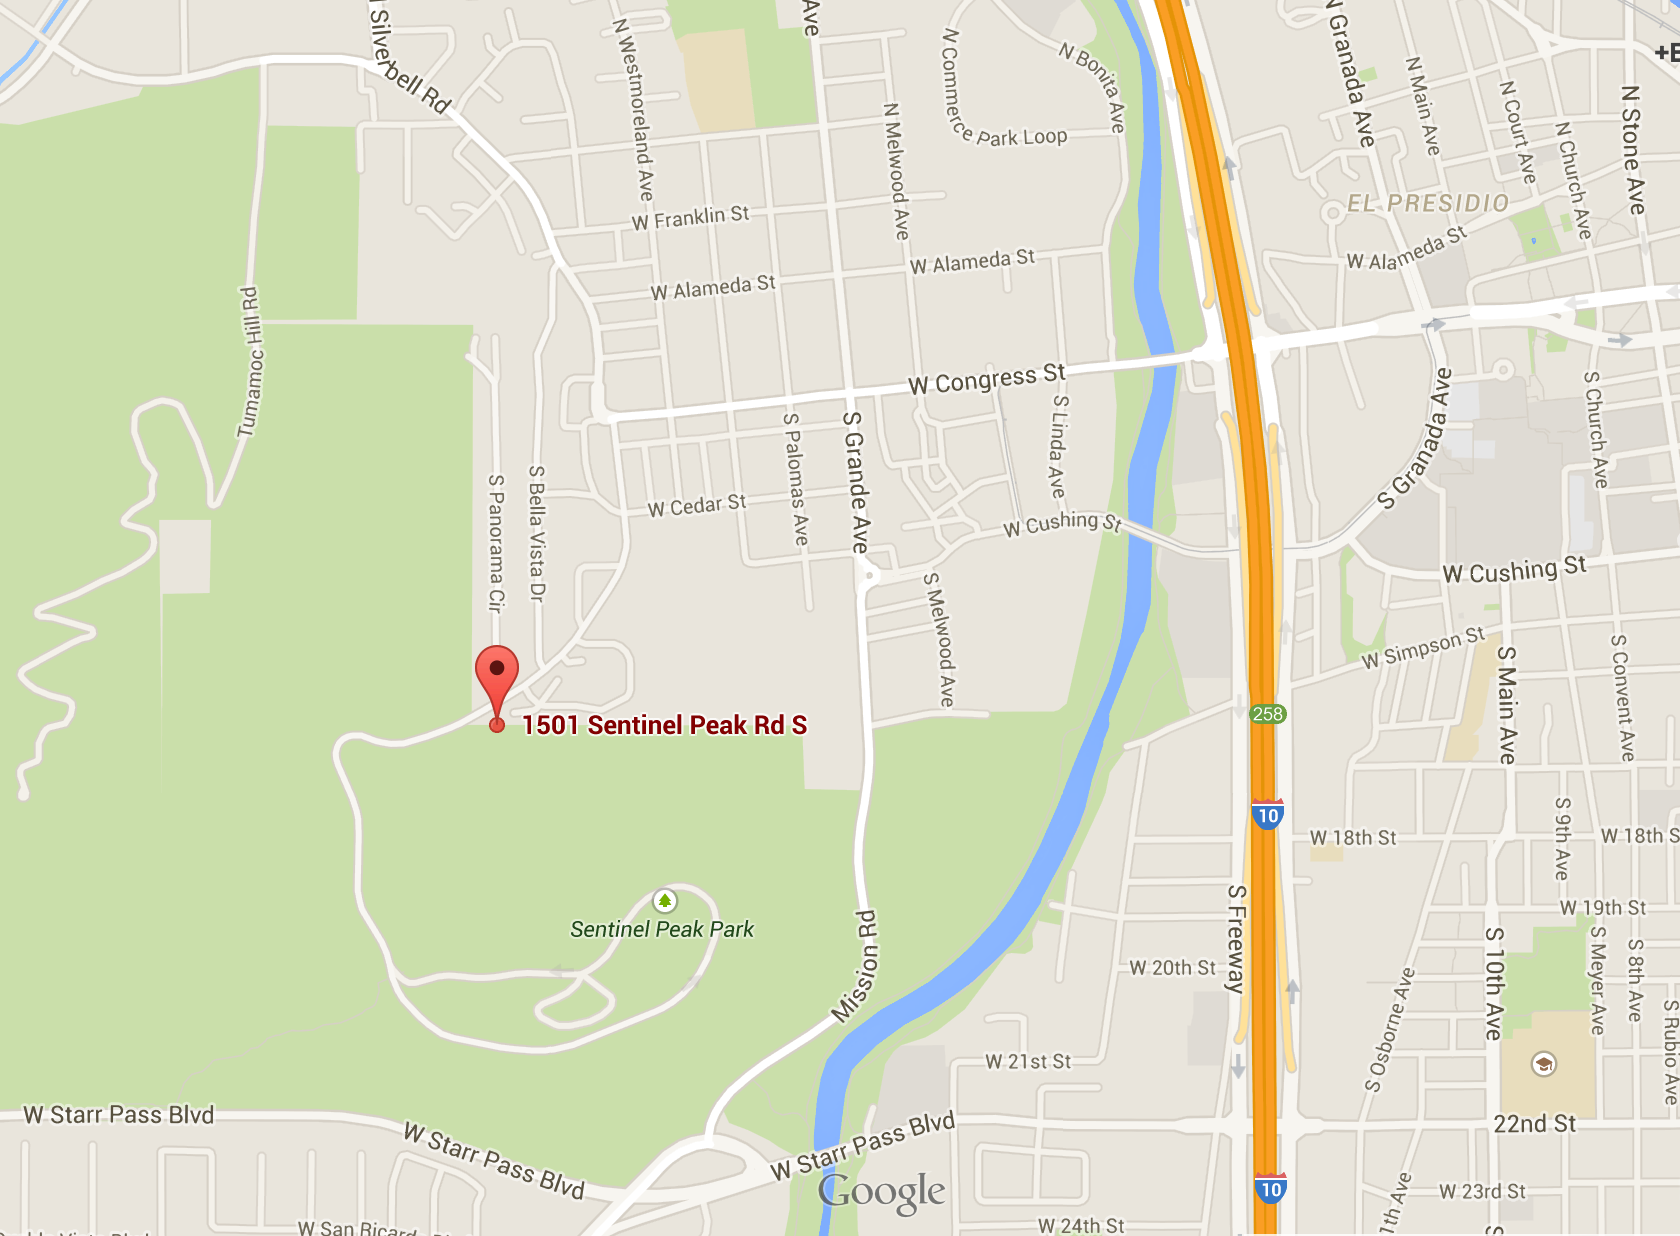 N Silverbell Rd
N Westmoreland Ave
Ave
N Commerce Park Loop
N Bonita Ave
N Granada Ave
N Main Ave
N Court Ave
N Church Ave
N Stone Ave
+E
N Melwood Ave
W Franklin St
EL PRESIDIO
W Alameda St
W Alameda St
W Alameda St
Tumamoc Hill Rd
W Congress St
S Linda Ave
S Palomas Ave
S Grande Ave
S Granada Ave
S Church Ave
S Panorama Cir
S Bella Vista Dr
W Cedar St
W Cushing St
W Cushing St
S Melwood Ave
W Simpson St
S Main Ave
S Convent Ave
1501 Sentinel Peak Rd S
258
10
W 18th St
S 9th Ave
W 18th S
Sentinel Peak Park
Mission Rd
S Freeway
W 19th St
S 10th Ave
S Meyer Ave
S 8th Ave
S Rubio Ave
W 20th St
S Osborne Ave
W 21st St
W Starr Pass Blvd
W Starr Pass Blvd
W Starr Pass Blvd
22nd St
10
Google
W 23rd St
1th Ave
W San Ricard
W 24th St
S